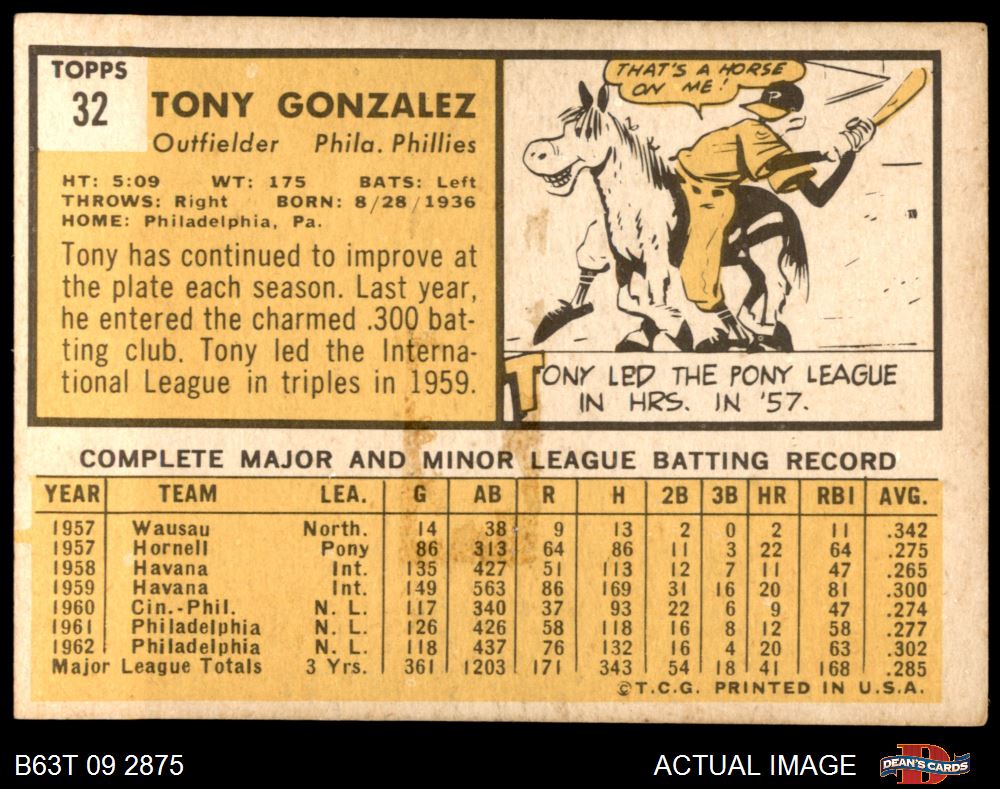 TOPPS
32
TONY GONZALEZ
Outfielder Phila. Phillies
HT: 5:09 WT: 175 BATS: Left
THROWS: Right BORN: 8/28/1936
HOME: Philadelphia, Pa.
Tony has continued to improve at
the plate each season. Last year,
he entered the charmed .300 bat-
ting club. Tony led the Interna-
tional League in triples in 1959.
THAT'S A HORSE
ON ME!
P
TONY LED THE PONY LEAGUE
IN HRS. IN '57.
COMPLETE MAJOR AND MINOR LEAGUE BATTING RECORD
YEAR TEAM LEA. G AB R H 2B 3B HR RBI AVG.
1957 Wausau North. 14 38 9 13 2 0 2 11 .342
1957 Hornell Pony 86 313 64 86 11 3 22 64 .275
1958 Havana Int. 135 427 51 113 12 7 11 47 .265
1959 Havana Int. 149 563 86 169 31 16 20 81 .300
1960 Cin.-Phil. N. L. 117 340 37 93 22 6 9 47 .274
1961 Philadelphia N. L. 126 426 58 118 16 8 12 58 .277
1962 Philadelphia N. L. 118 437 76 132 16 4 20 63 .302
Major League Totals 3 Yrs. 361 1203 171 343 54 18 41 168 .285
©T.C.G. PRINTED IN U.S.A.
B63T 09 2875
ACTUAL IMAGE
DEAN'S CARDS